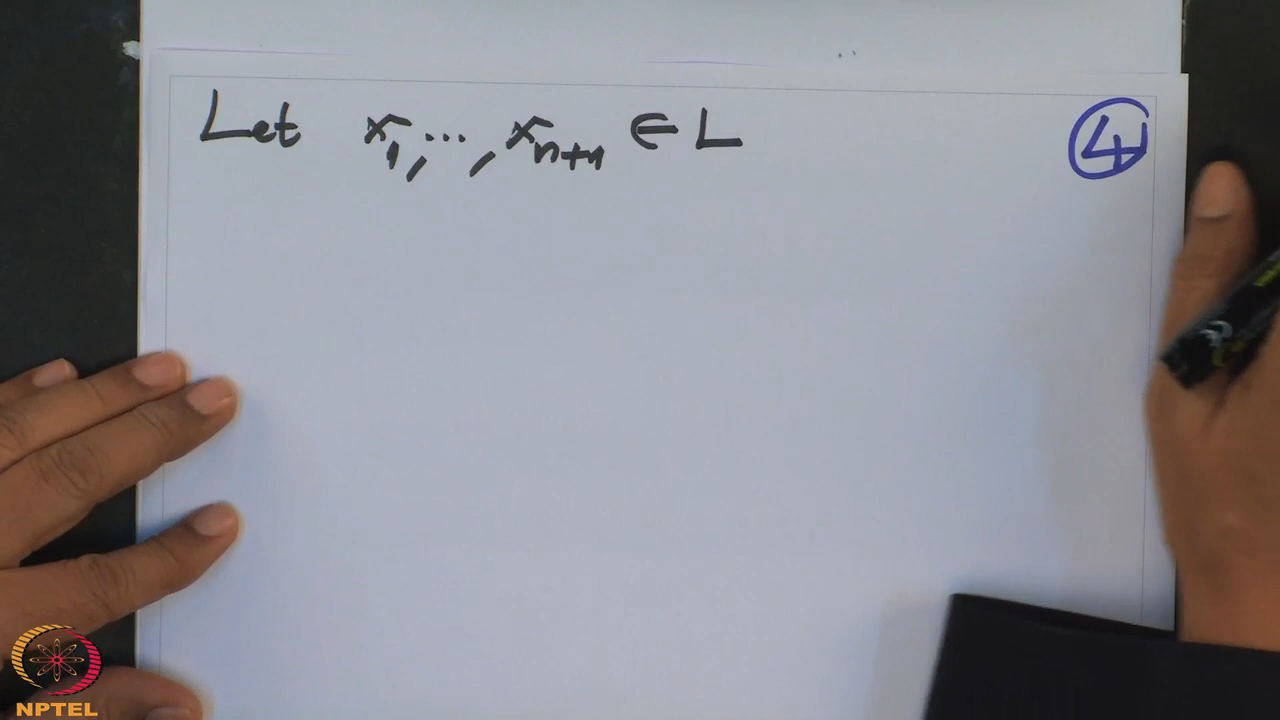 Let x₁, ..., xₙ₊₁ ∈ L
④
NPTEL